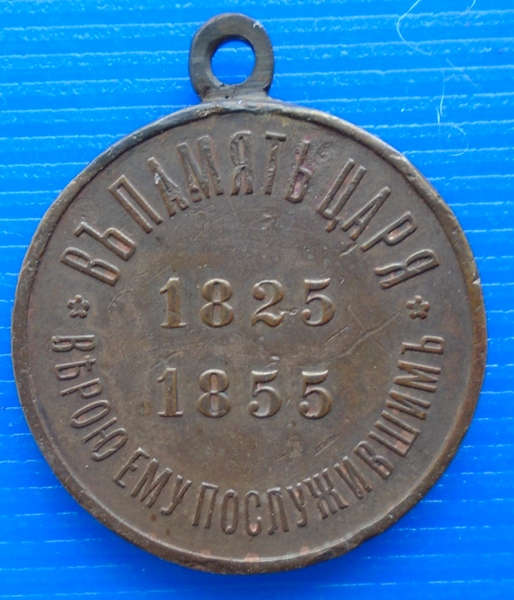 ВЪ ПАМЯТЬ ЦАРЯ
1825
1855
ВѢРОЮ ЕМУ ПОСЛУЖИВШИМЪ